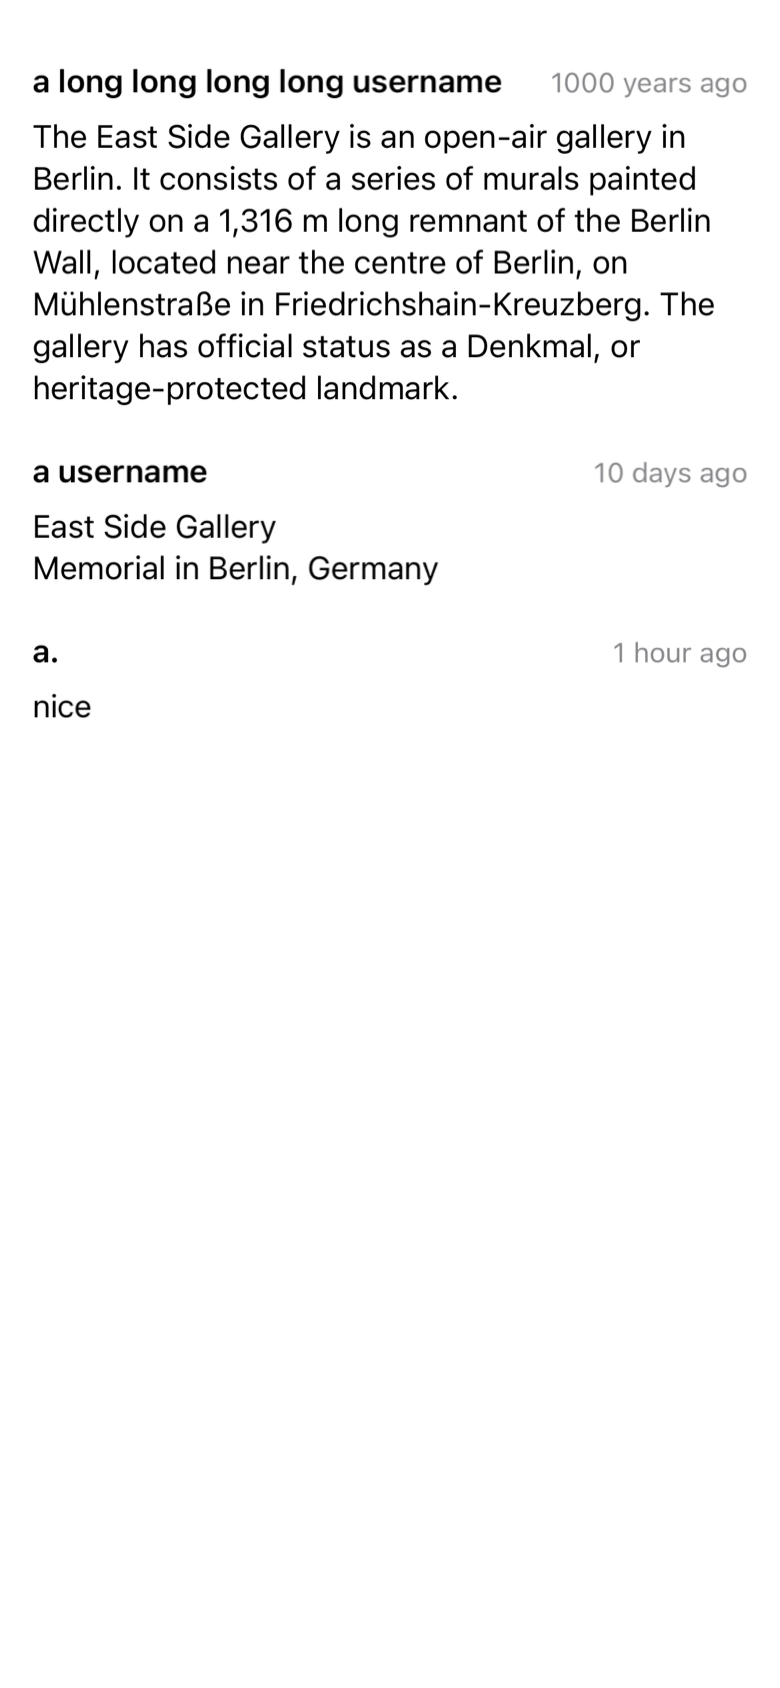 a long long long long username 1000 years ago
The East Side Gallery is an open-air gallery in
Berlin. It consists of a series of murals painted
directly on a 1,316 m long remnant of the Berlin
Wall, located near the centre of Berlin, on
Mühlenstraße in Friedrichshain-Kreuzberg. The
gallery has official status as a Denkmal, or
heritage-protected landmark.
a username 10 days ago
East Side Gallery
Memorial in Berlin, Germany
a. 1 hour ago
nice